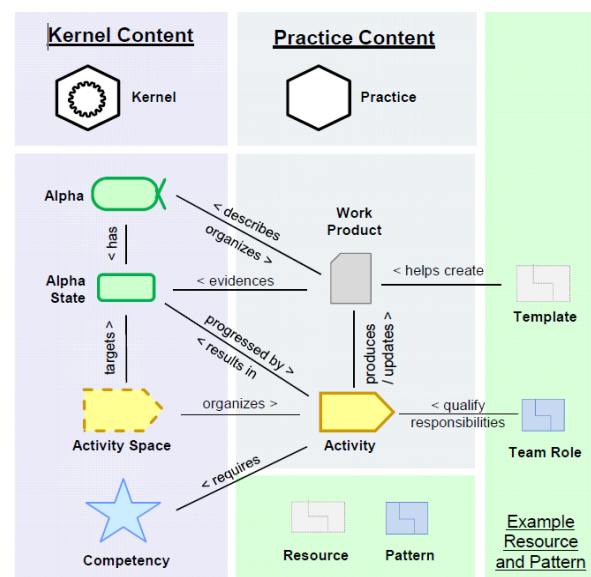 Kernel Content
Practice Content
Kernel
Practice
Alpha
< describes
organizes >
Work
Product
< has
Alpha
State
< evidences
< helps create
Template
targets >
progressed by >
< results in
produces
/ updates >
organizes >
< qualify
responsibilities
Activity Space
Activity
Team Role
< requires
Competency
Resource
Pattern
Example
Resource
and Pattern